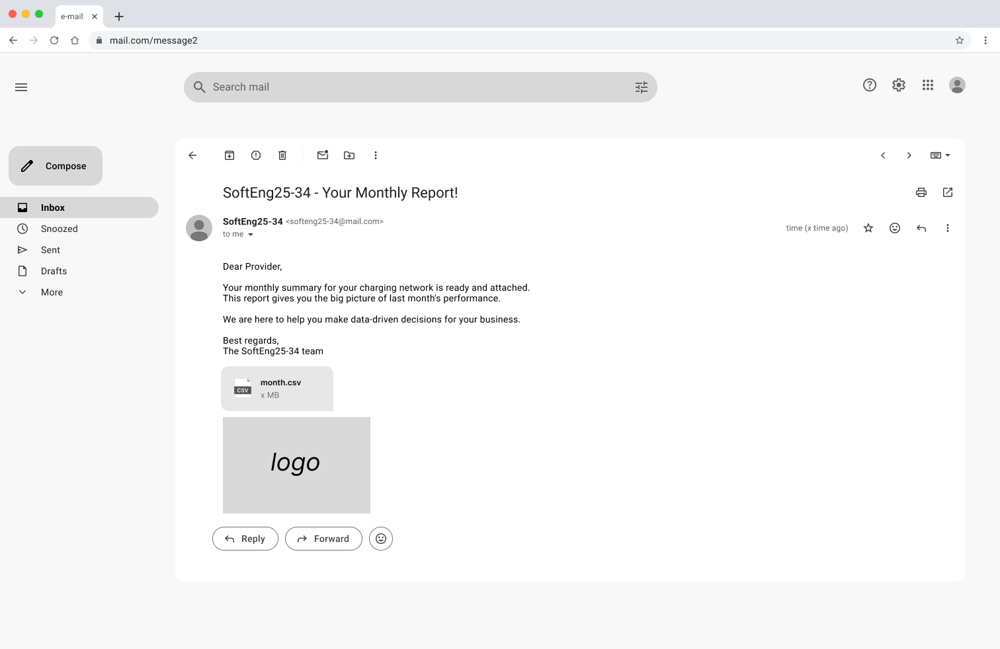 e-mail
mail.com/message2
Search mail
Compose
Inbox
Snoozed
Sent
Drafts
More
SoftEng25-34 - Your Monthly Report!
SoftEng25-34 <softeng25-34@mail.com>
to me
time (x time ago)
Dear Provider,
Your monthly summary for your charging network is ready and attached.
This report gives you the big picture of last month's performance.
We are here to help you make data-driven decisions for your business.
Best regards,
The SoftEng25-34 team
CSV
month.csv
x MB
logo
Reply
Forward